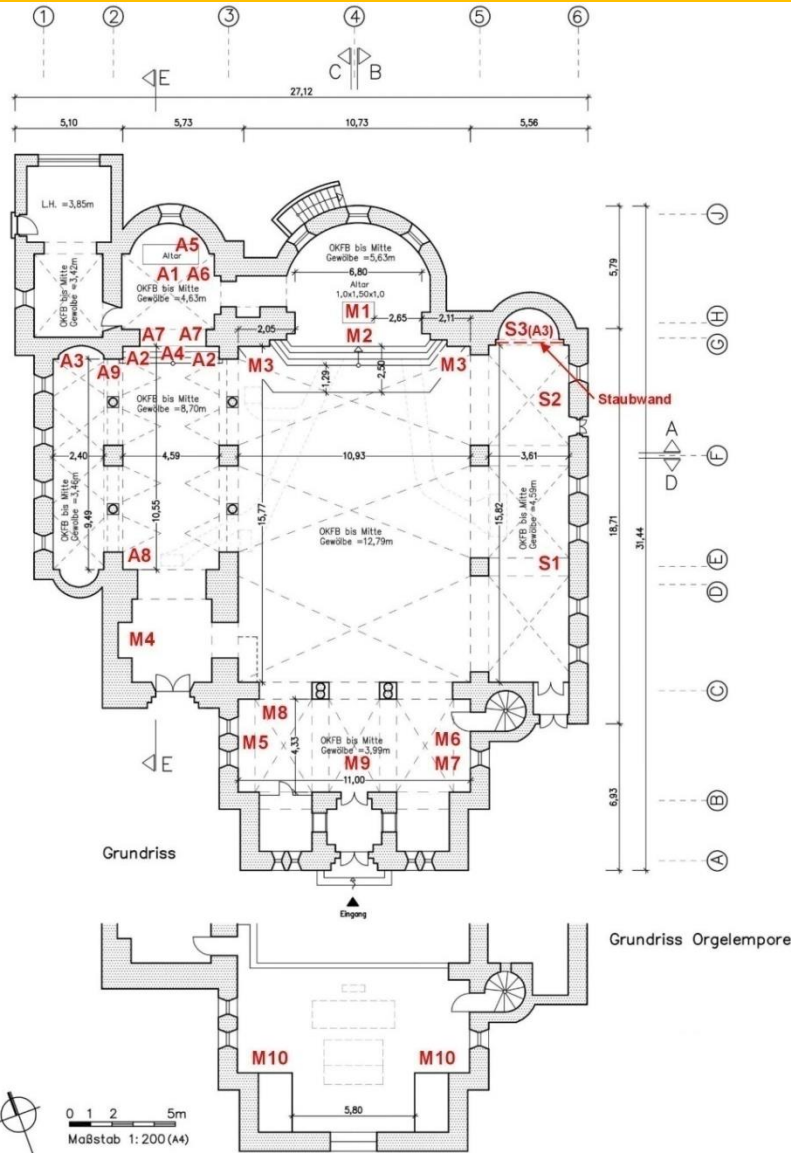 1 2 3 4 5 6
E C B
27,12
5,10 5,73 10,73 5,56
L.H. =3,85m
OKFB bis Mitte
Gewölbe =3,42m
A5
Altar
A1 A6
OKFB bis Mitte
Gewölbe =4,63m
OKFB bis Mitte
Gewölbe =5,63m
6,80
Altar
1,0x1,50x1,0
M1
2,65 2,11
M2
2,05
J
5,79
H
G
S3(A3)
A7 A7
A3 A9 A2 A4 A2
M3 M3
1,29 2,50
S2
Staubwand
OKFB bis Mitte
Gewölbe =8,70m
A
F
D
2,40 4,59 10,93 3,61
OKFB bis Mitte
Gewölbe =3,46m
9,49
10,55
15,77
OKFB bis Mitte
Gewölbe =12,79m
15,82
OKFB bis Mitte
Gewölbe =4,59m
18,71
31,44
A8
S1
E
D
M4
C
M8
M5
4,33
OKFB bis Mitte
Gewölbe =3,99m
M6
M9
M7
11,00
E
6,93
B
Grundriss
A
Eingang
Grundriss Orgelempore
M10 M10
5,80
0 1 2 5m
Maßstab 1:200 (A4)